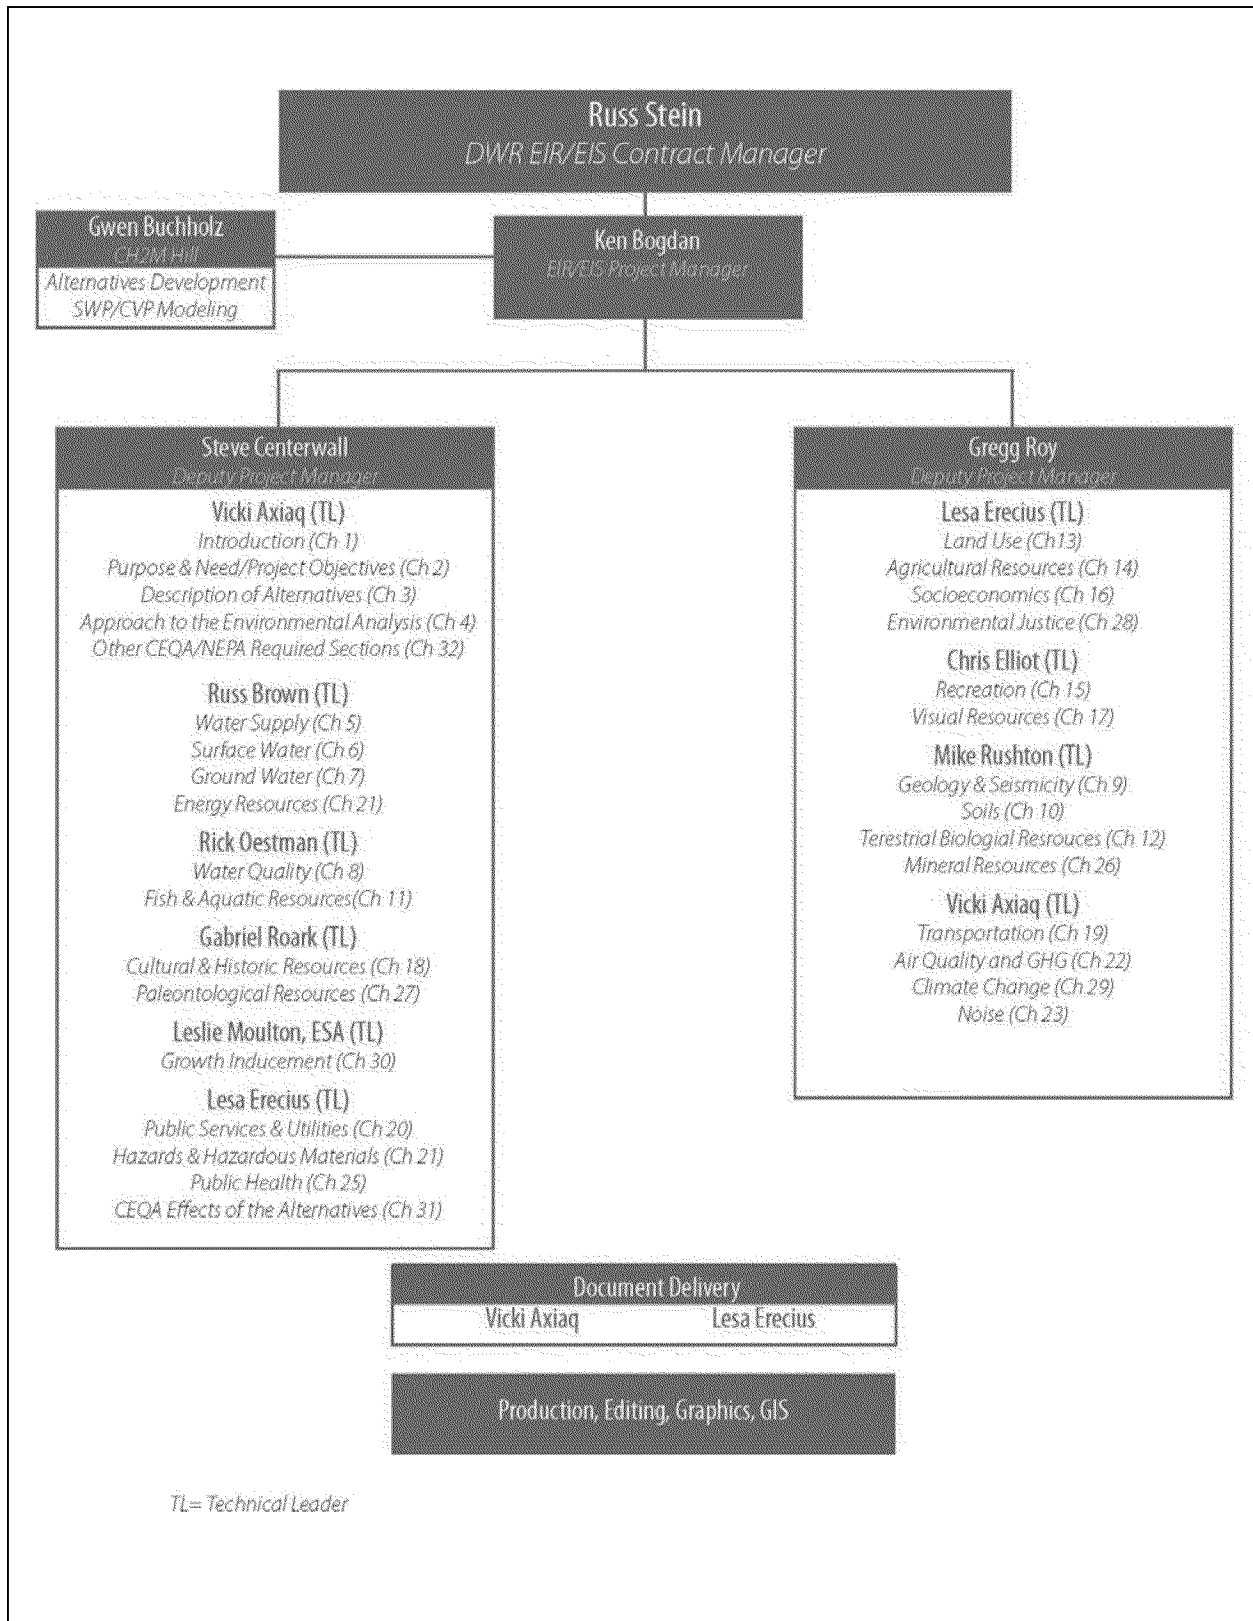 Russ Stein
DWR EIR/EIS Contract Manager
Gwen Buchholz
CH2M Hill
Alternatives Development
SWP/CVP Modeling
Ken Bogdan
EIR/EIS Project Manager
Steve Centerwall
Deputy Project Manager
Vicki Axiaq (TL)
Introduction (Ch 1)
Purpose & Need/Project Objectives (Ch 2)
Description of Alternatives (Ch 3)
Approach to the Environmental Analysis (Ch 4)
Other CEQA/NEPA Required Sections (Ch 32)
Russ Brown (TL)
Water Supply (Ch 5)
Surface Water (Ch 6)
Ground Water (Ch 7)
Energy Resources (Ch 21)
Rick Oestman (TL)
Water Quality (Ch 8)
Fish & Aquatic Resources(Ch 11)
Gabriel Roark (TL)
Cultural & Historic Resources (Ch 18)
Paleontological Resources (Ch 27)
Leslie Moulton, ESA (TL)
Growth Inducement (Ch 30)
Lesa Erecius (TL)
Public Services & Utilities (Ch 20)
Hazards & Hazardous Materials (Ch 21)
Public Health (Ch 25)
CEQA Effects of the Alternatives (Ch 31)
Gregg Roy
Deputy Project Manager
Lesa Erecius (TL)
Land Use (Ch13)
Agricultural Resources (Ch 14)
Socioeconomics (Ch 16)
Environmental Justice (Ch 28)
Chris Elliot (TL)
Recreation (Ch 15)
Visual Resources (Ch 17)
Mike Rushton (TL)
Geology & Seismicity (Ch 9)
Soils (Ch 10)
Terestrial Biologial Resrouces (Ch 12)
Mineral Resources (Ch 26)
Vicki Axiaq (TL)
Transportation (Ch 19)
Air Quality and GHG (Ch 22)
Climate Change (Ch 29)
Noise (Ch 23)
Document Delivery
Vicki Axiaq Lesa Erecius
Production, Editing, Graphics, GIS
TL= Technical Leader